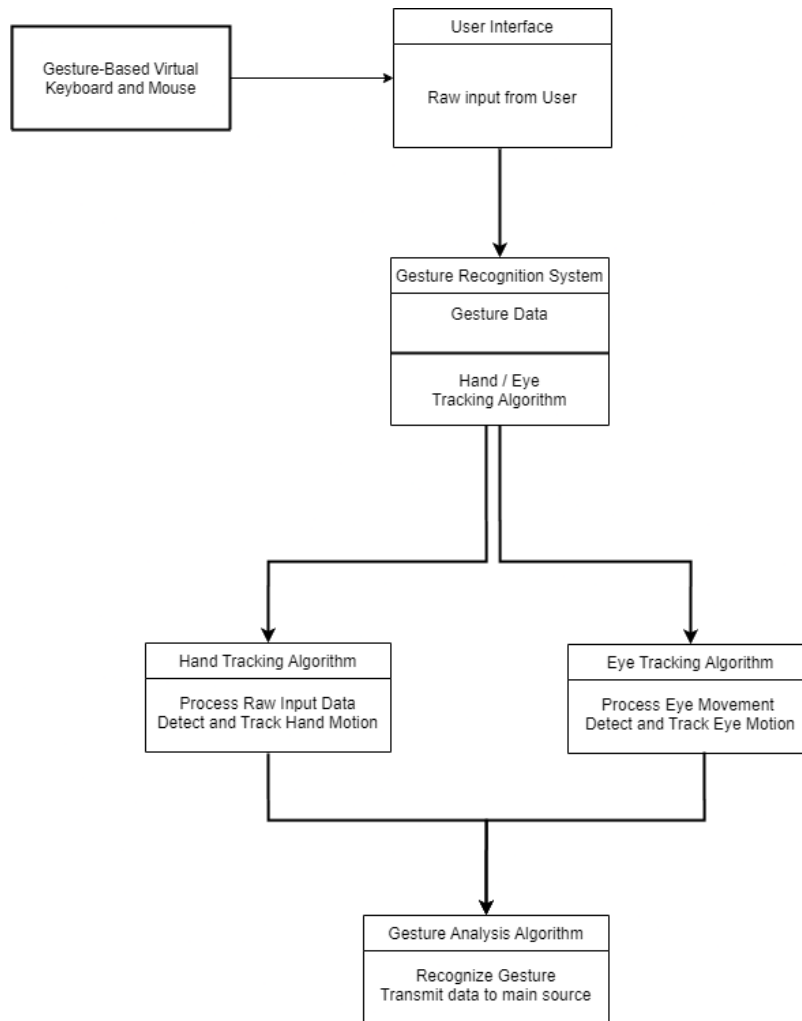 User Interface
Gesture-Based Virtual
Keyboard and Mouse
Raw input from User
Gesture Recognition System
Gesture Data
Hand / Eye
Tracking Algorithm
Hand Tracking Algorithm
Process Raw Input Data
Detect and Track Hand Motion
Eye Tracking Algorithm
Process Eye Movement
Detect and Track Eye Motion
Gesture Analysis Algorithm
Recognize Gesture
Transmit data to main source